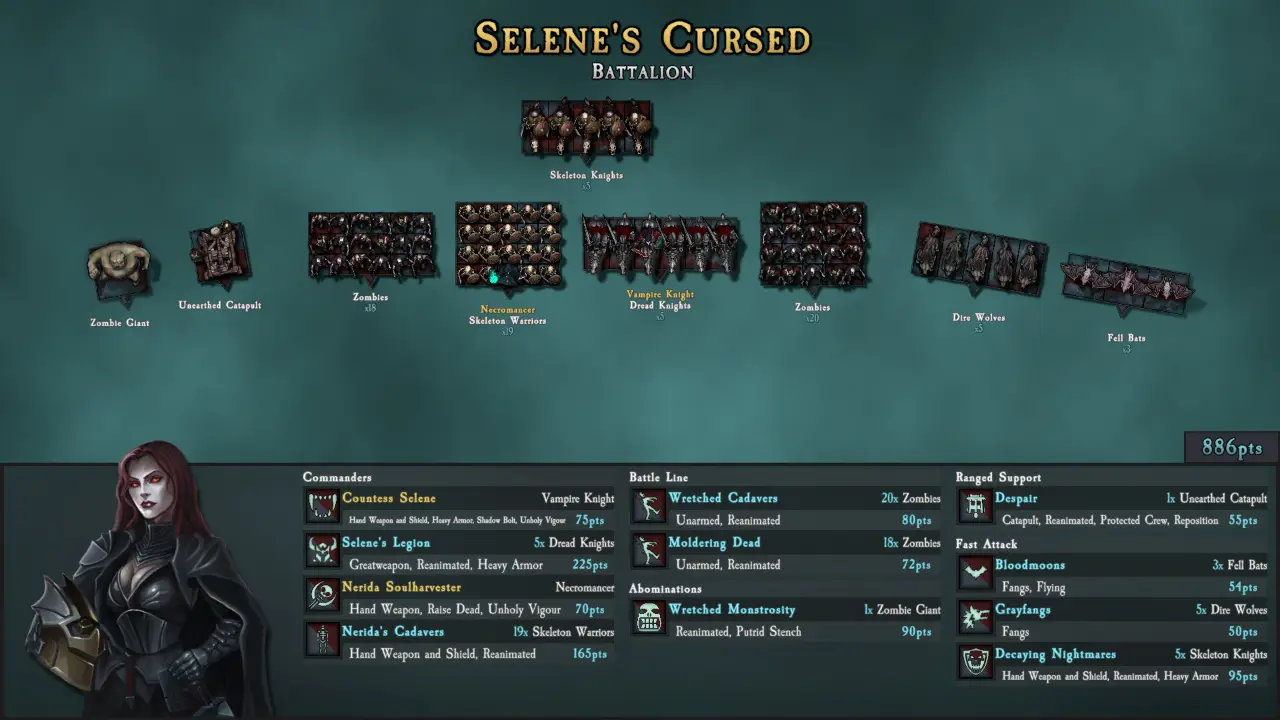 SELENE'S CURSED
BATTALION
Skeleton Knights
x5
Zombie Giant
Unearthed Catapult
Zombies
x18
Necromancer
Skeleton Warriors
x19
Vampire Knight
Dread Knights
x5
Zombies
x20
Dire Wolves
x5
Fell Bats
x3
886pts
Commanders
Countess Selene Vampire Knight
Hand Weapon and Shield, Heavy Armor, Shadow Bolt, Unholy Vigour 75pts
Selene's Legion 5x Dread Knights
Greatweapon, Reanimated, Heavy Armor 225pts
Nerida Soulharvester Necromancer
Hand Weapon, Raise Dead, Unholy Vigour 70pts
Nerida's Cadavers 19x Skeleton Warriors
Hand Weapon and Shield, Reanimated 165pts
Battle Line
Wretched Cadavers 20x Zombies
Unarmed, Reanimated 80pts
Moldering Dead 18x Zombies
Unarmed, Reanimated 72pts
Abominations
Wretched Monstrosity 1x Zombie Giant
Reanimated, Putrid Stench 90pts
Ranged Support
Despair 1x Unearthed Catapult
Catapult, Reanimated, Protected Crew, Reposition 55pts
Fast Attack
Bloodmoons 3x Fell Bats
Fangs, Flying 54pts
Grayfangs 5x Dire Wolves
Fangs 50pts
Decaying Nightmares 5x Skeleton Knights
Hand Weapon and Shield, Reanimated, Heavy Armor 95pts